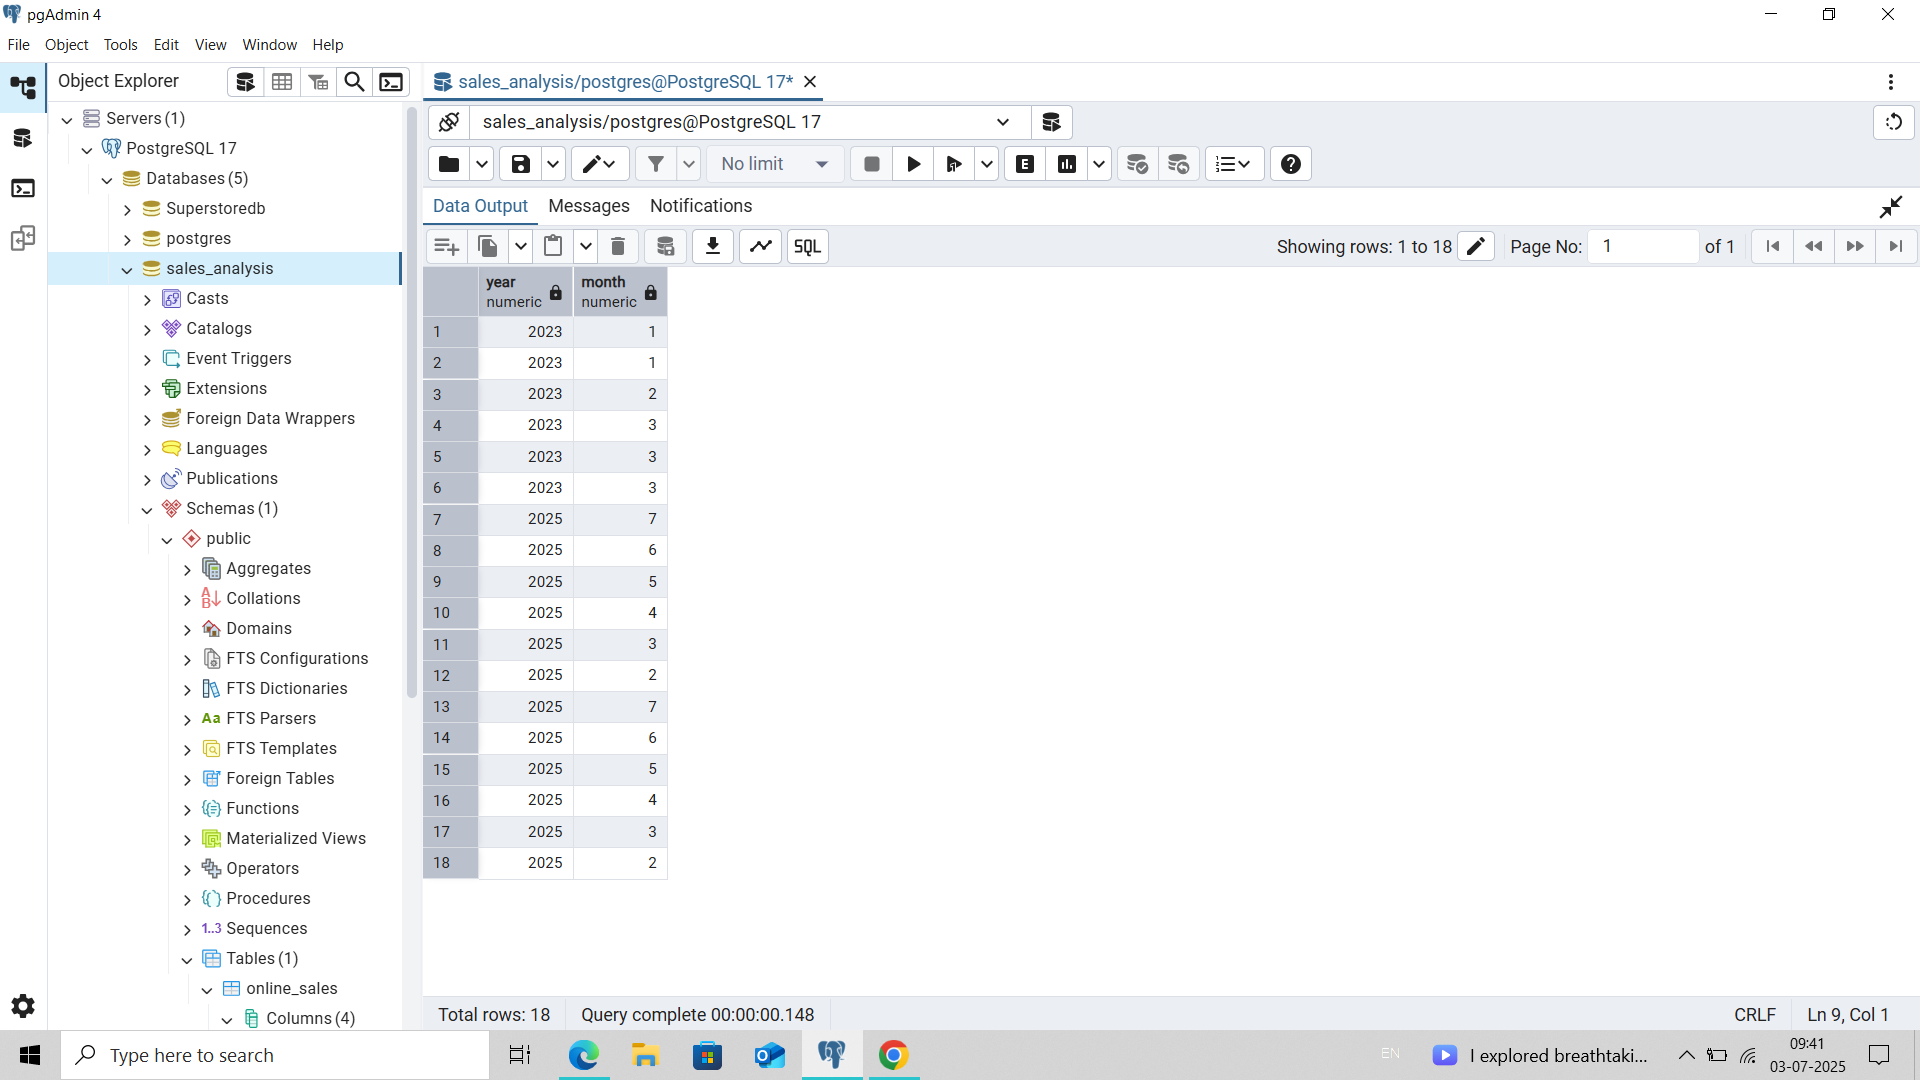 pgAdmin 4
File Object Tools Edit View Window Help
Object Explorer
sales_analysis/postgres@PostgreSQL 17*
Servers (1)
PostgreSQL 17
Databases (5)
Superstoredb
postgres
sales_analysis
Casts
Catalogs
Event Triggers
Extensions
Foreign Data Wrappers
Languages
Publications
Schemas (1)
public
Aggregates
Collations
Domains
FTS Configurations
FTS Dictionaries
Aa FTS Parsers
FTS Templates
Foreign Tables
Functions
Materialized Views
Operators
Procedures
1..3 Sequences
Tables (1)
online_sales
Columns (4)
sales_analysis/postgres@PostgreSQL 17
No limit E
Data Output Messages Notifications
SQL Showing rows: 1 to 18 Page No: 1 of 1
year month
numeric numeric
1 2023 1
2 2023 1
3 2023 2
4 2023 3
5 2023 3
6 2023 3
7 2025 7
8 2025 6
9 2025 5
10 2025 4
11 2025 3
12 2025 2
13 2025 7
14 2025 6
15 2025 5
16 2025 4
17 2025 3
18 2025 2
Total rows: 18 Query complete 00:00:00.148 CRLF Ln 9, Col 1
Type here to search EN I explored breathtaki... 09:41
03-07-2025